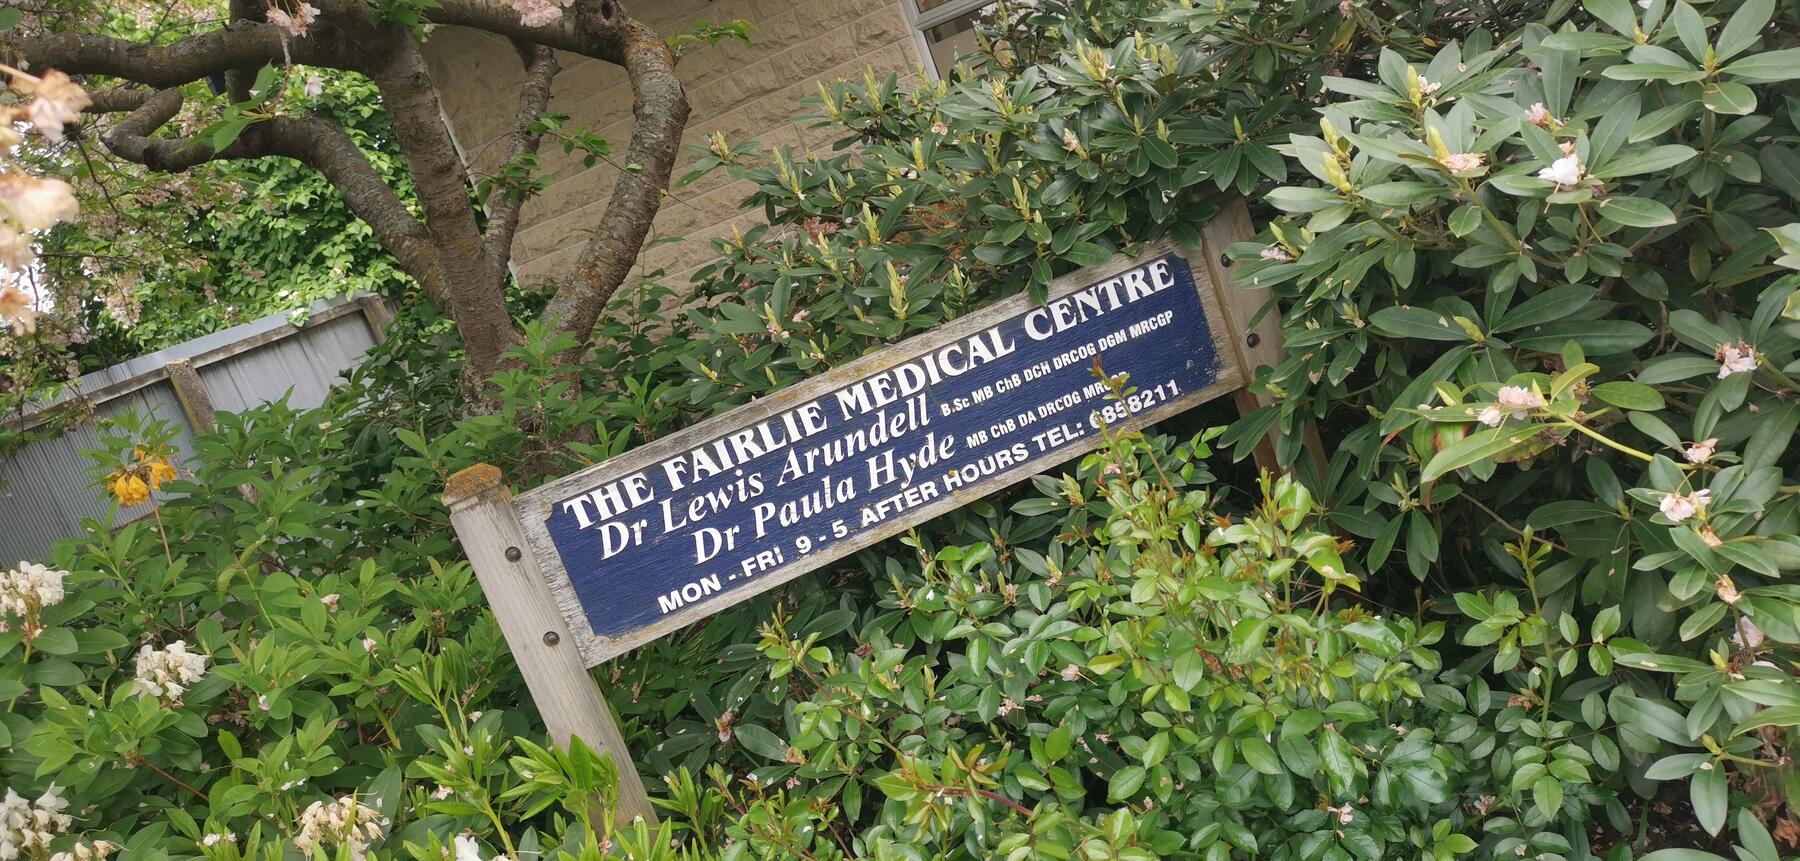 THE FAIRLIE MEDICAL CENTRE
Dr Lewis Arundell B.Sc MB ChB DCH DRCOG DGM MRCGP
Dr Paula Hyde MB ChB DA DRCOG
MON - FRI 9 - 5 AFTER HOURS TEL: 6858211